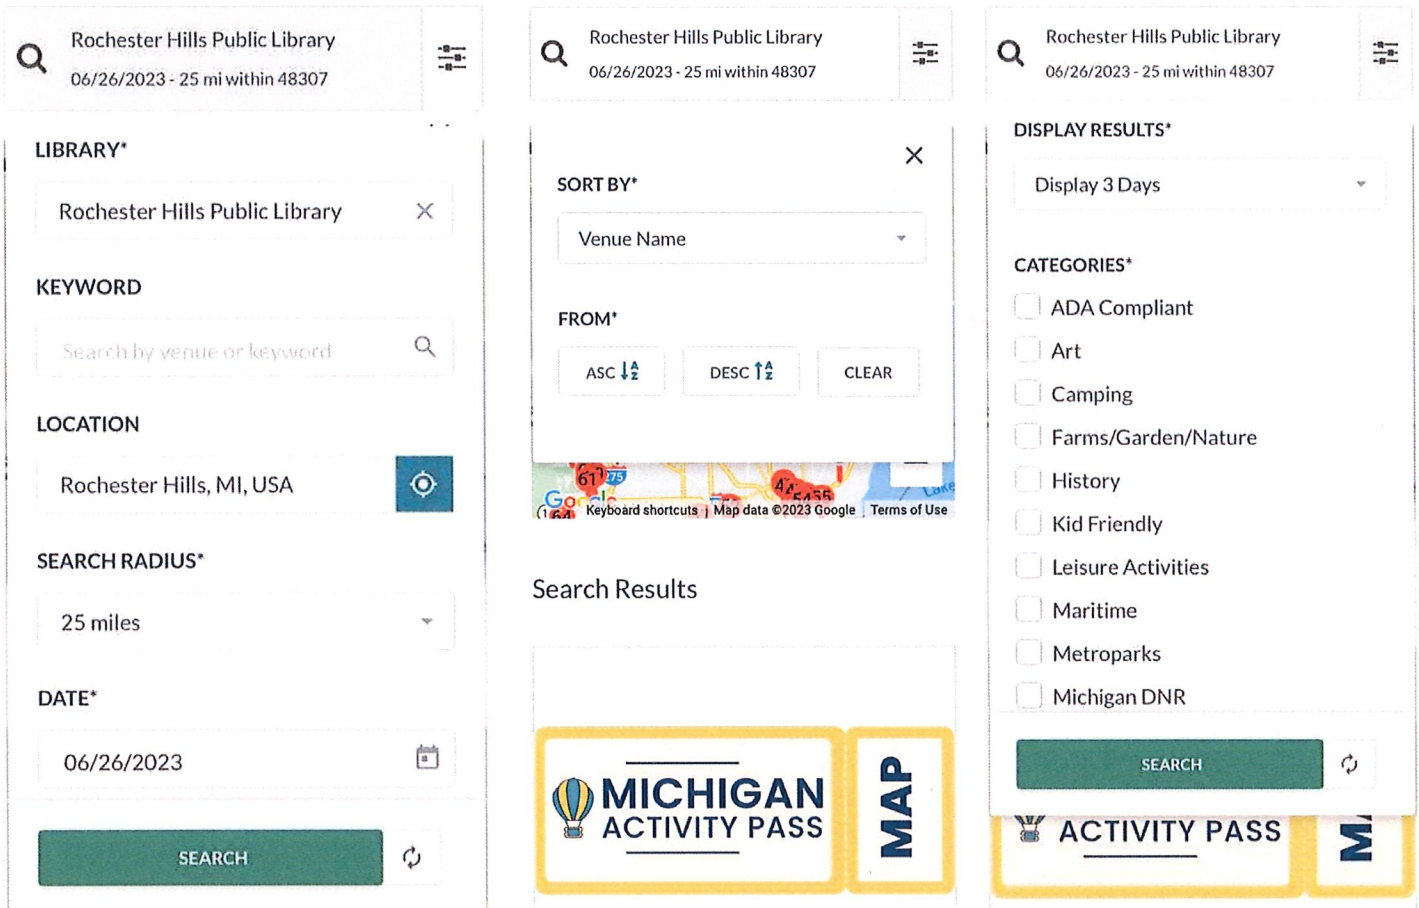 Rochester Hills Public Library
06/26/2023 - 25 mi within 48307
LIBRARY*
Rochester Hills Public Library
KEYWORD
Search by venue or keyword
LOCATION
Rochester Hills, MI, USA
SEARCH RADIUS*
25 miles
DATE*
06/26/2023
SEARCH
Rochester Hills Public Library
06/26/2023 - 25 mi within 48307
SORT BY*
Venue Name
FROM*
ASC
DESC
CLEAR
Google
Keyboard shortcuts
Map data ©2023 Google
Terms of Use
Search Results
MICHIGAN
ACTIVITY PASS
MAP
Rochester Hills Public Library
06/26/2023 - 25 mi within 48307
DISPLAY RESULTS*
Display 3 Days
CATEGORIES*
ADA Compliant
Art
Camping
Farms/Garden/Nature
History
Kid Friendly
Leisure Activities
Maritime
Metroparks
Michigan DNR
SEARCH
ACTIVITY PASS